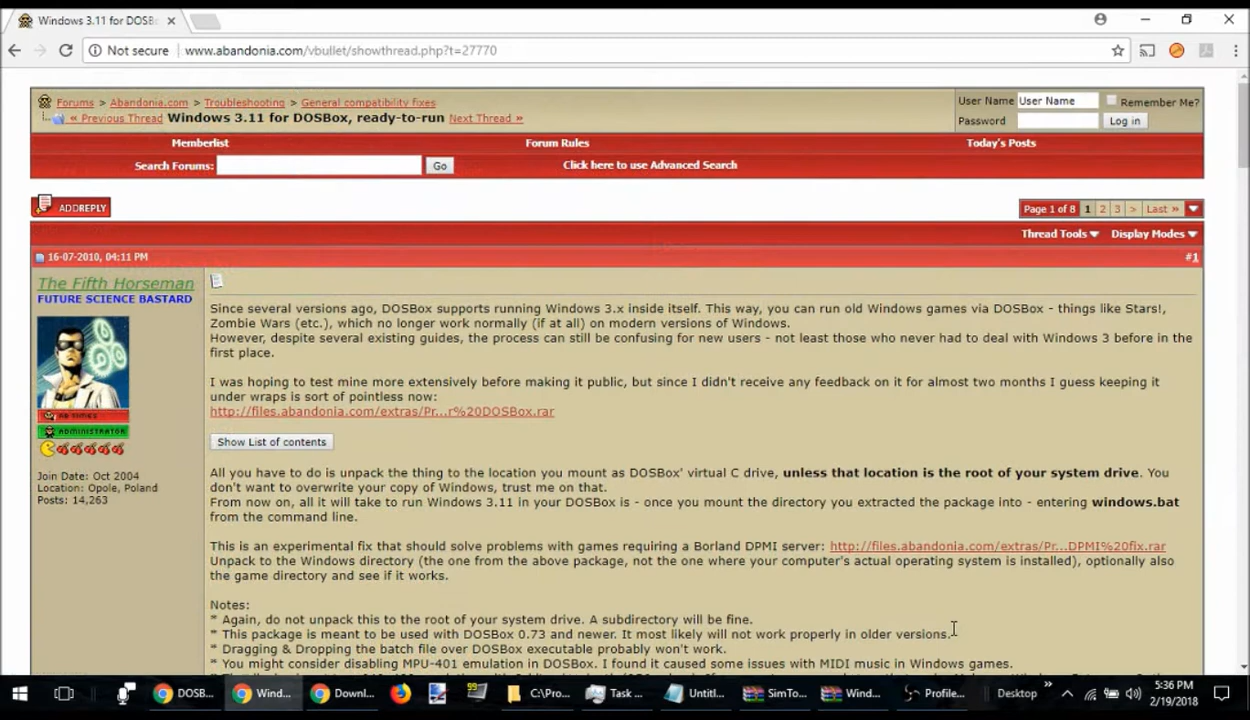 Windows 3.11 for DOSBo
Not secure
www.abandonia.com/vbullet/showthread.php?t=27770
Forums > Abandonia.com > Troubleshooting > General compatibility fixes
« Previous Thread Windows 3.11 for DOSBox, ready-to-run Next Thread »
User Name User Name Remember Me?
Password Log in
Memberlist Forum Rules Today's Posts
Search Forums: Go Click here to use Advanced Search
ADDREPLY
Page 1 of 8 1 2 3 > Last »
Thread Tools Display Modes
16-07-2010, 04:11 PM #1
The Fifth Horseman
FUTURE SCIENCE BASTARD
ADMINISTRATOR
Join Date: Oct 2004
Location: Opole, Poland
Posts: 14,263
Since several versions ago, DOSBox supports running Windows 3.x inside itself. This way, you can run old Windows games via DOSBox - things like Stars!,
Zombie Wars (etc.), which no longer work normally (if at all) on modern versions of Windows.
However, despite several existing guides, the process can still be confusing for new users - not least those who never had to deal with Windows 3 before in the
first place.
I was hoping to test mine more extensively before making it public, but since I didn't receive any feedback on it for almost two months I guess keeping it
under wraps is sort of pointless now:
http://files.abandonia.com/extras/Pr...r%20DOSBox.rar
Show List of contents
All you have to do is unpack the thing to the location you mount as DOSBox' virtual C drive, unless that location is the root of your system drive. You
don't want to overwrite your copy of Windows, trust me on that.
From now on, all it will take to run Windows 3.11 in your DOSBox is - once you mount the directory you extracted the package into - entering windows.bat
from the command line.
This is an experimental fix that should solve problems with games requiring a Borland DPMI server: http://files.abandonia.com/extras/Pr...DPMI%20fix.rar
Unpack to the Windows directory (the one from the above package, not the one where your computer's actual operating system is installed), optionally also
the game directory and see if it works.
Notes:
* Again, do not unpack this to the root of your system drive. A subdirectory will be fine.
* This package is meant to be used with DOSBox 0.73 and newer. It most likely will not work properly in older versions.
* Dragging & Dropping the batch file over DOSBox executable probably won't work.
* You might consider disabling MPU-401 emulation in DOSBox. I found it caused some issues with MIDI music in Windows games.
DOSB... Wind... Downl... 99 C:\Pro... Task ... Untitl... SimTo... Wind... Profile... Desktop
5:36 PM
2/19/2018